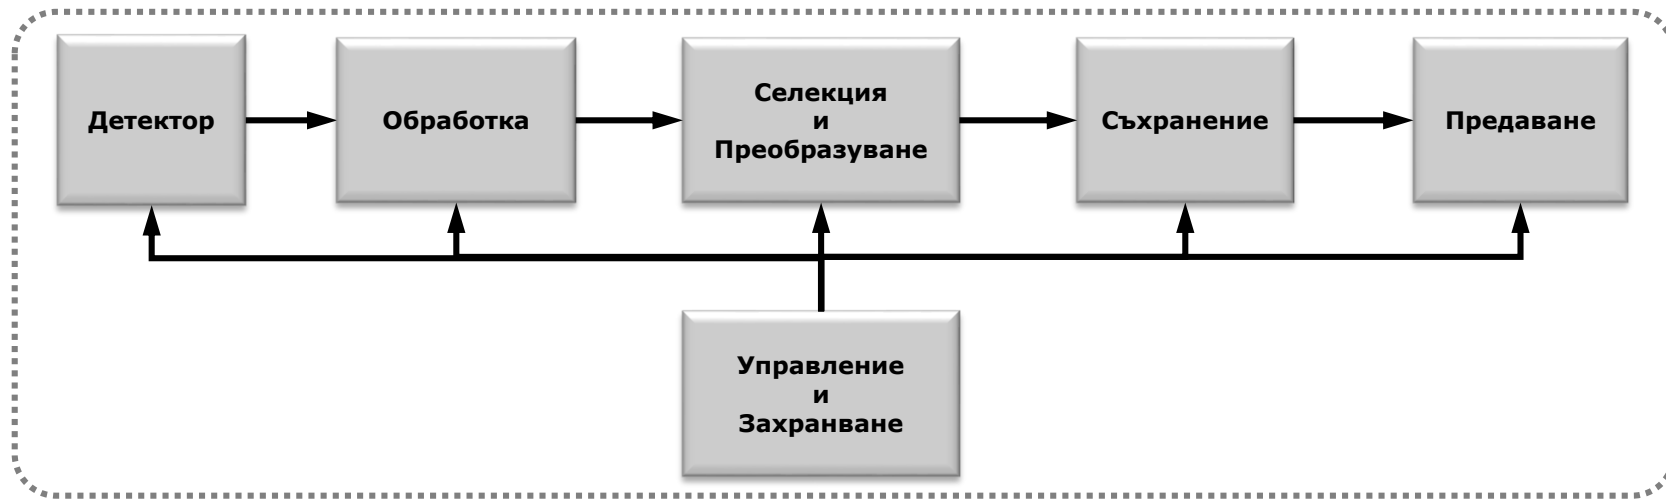 Детектор
Обработка
Селекция
и
Преобразуване
Съхранение
Предаване
Управление
и
Захранване